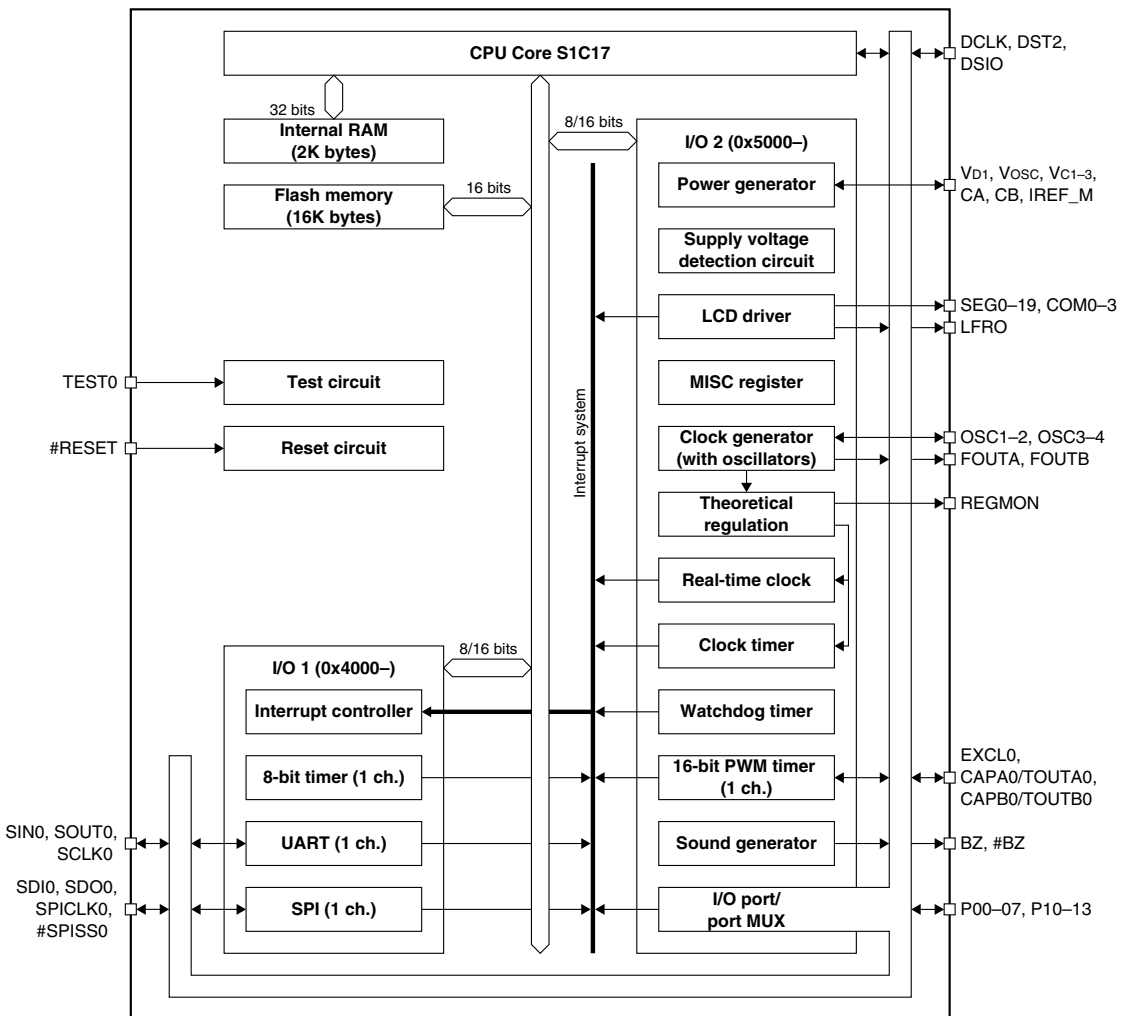 CPU Core S1C17
DCLK, DST2,
DSIO
32 bits
Internal RAM
(2K bytes)
8/16 bits
I/O 2 (0x5000–)
Flash memory
(16K bytes)
16 bits
Power generator
VD1, VOSC, VC1–3,
CA, CB, IREF_M
Supply voltage
detection circuit
LCD driver
SEG0–19, COM0–3
LFRO
TEST0
Test circuit
MISC register
Interrupt system
#RESET
Reset circuit
Clock generator
(with oscillators)
OSC1–2, OSC3–4
FOUTA, FOUTB
Theoretical
regulation
REGMON
Real-time clock
Clock timer
8/16 bits
I/O 1 (0x4000–)
Interrupt controller
Watchdog timer
8-bit timer (1 ch.)
16-bit PWM timer
(1 ch.)
EXCL0,
CAPA0/TOUTA0,
CAPB0/TOUTB0
SIN0, SOUT0,
SCLK0
UART (1 ch.)
Sound generator
BZ, #BZ
SDI0, SDO0,
SPICLK0,
#SPISS0
SPI (1 ch.)
I/O port/
port MUX
P00–07, P10–13